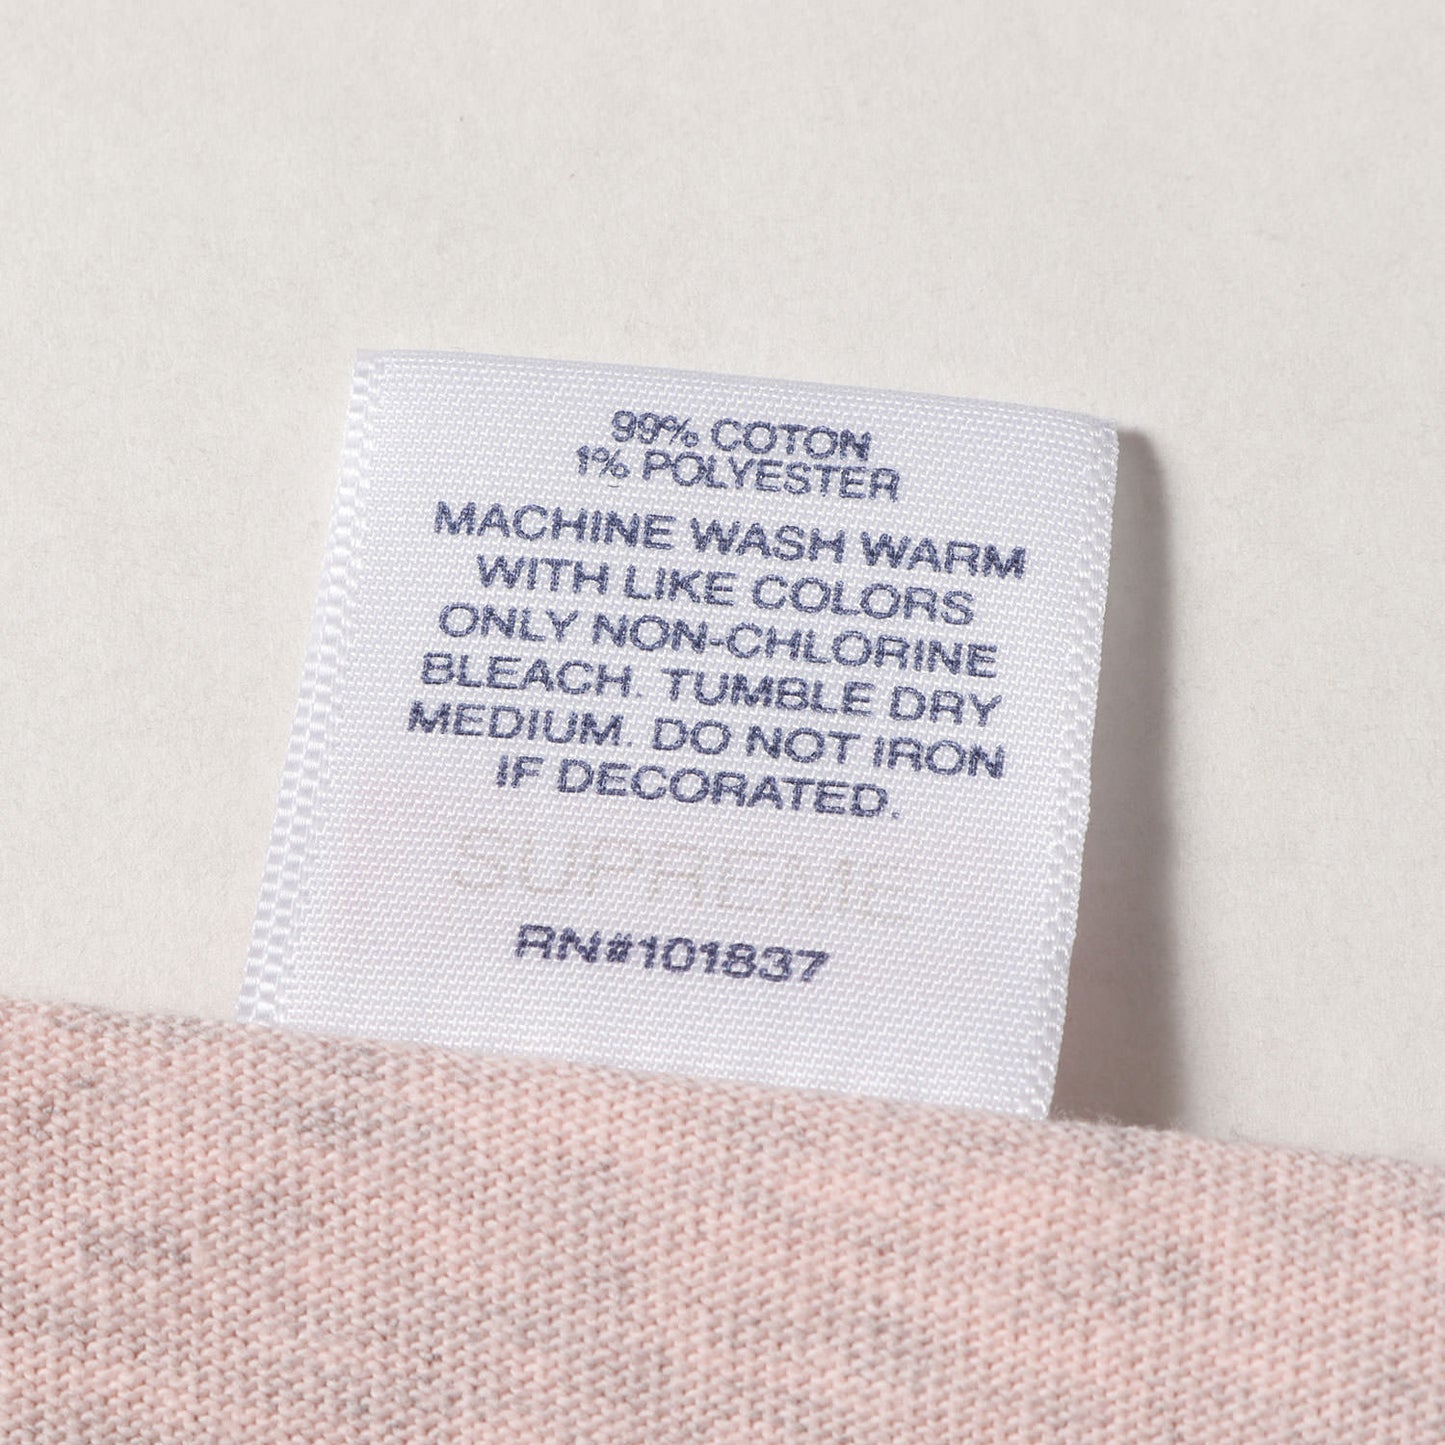 99% COTON
1% POLYESTER
MACHINE WASH WARM
WITH LIKE COLORS
ONLY NON-CHLORINE
BLEACH. TUMBLE DRY
MEDIUM. DO NOT IRON
IF DECORATED.
SUPREME
RN#101837